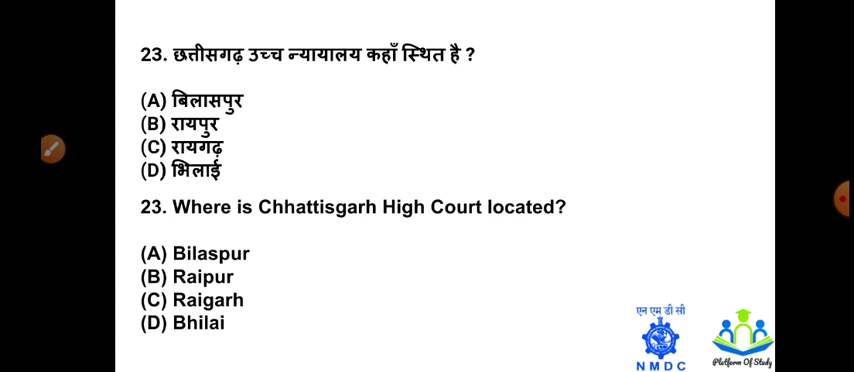 23. छत्तीसगढ़ उच्च न्यायालय कहाँ स्थित है ?
(A) बिलासपुर
(B) रायपुर
(C) रायगढ़
(D) भिलाई
23. Where is Chhattisgarh High Court located?
(A) Bilaspur
(B) Raipur
(C) Raigarh
(D) Bhilai
एन एम डी सी
NMDC
Platform Of Study